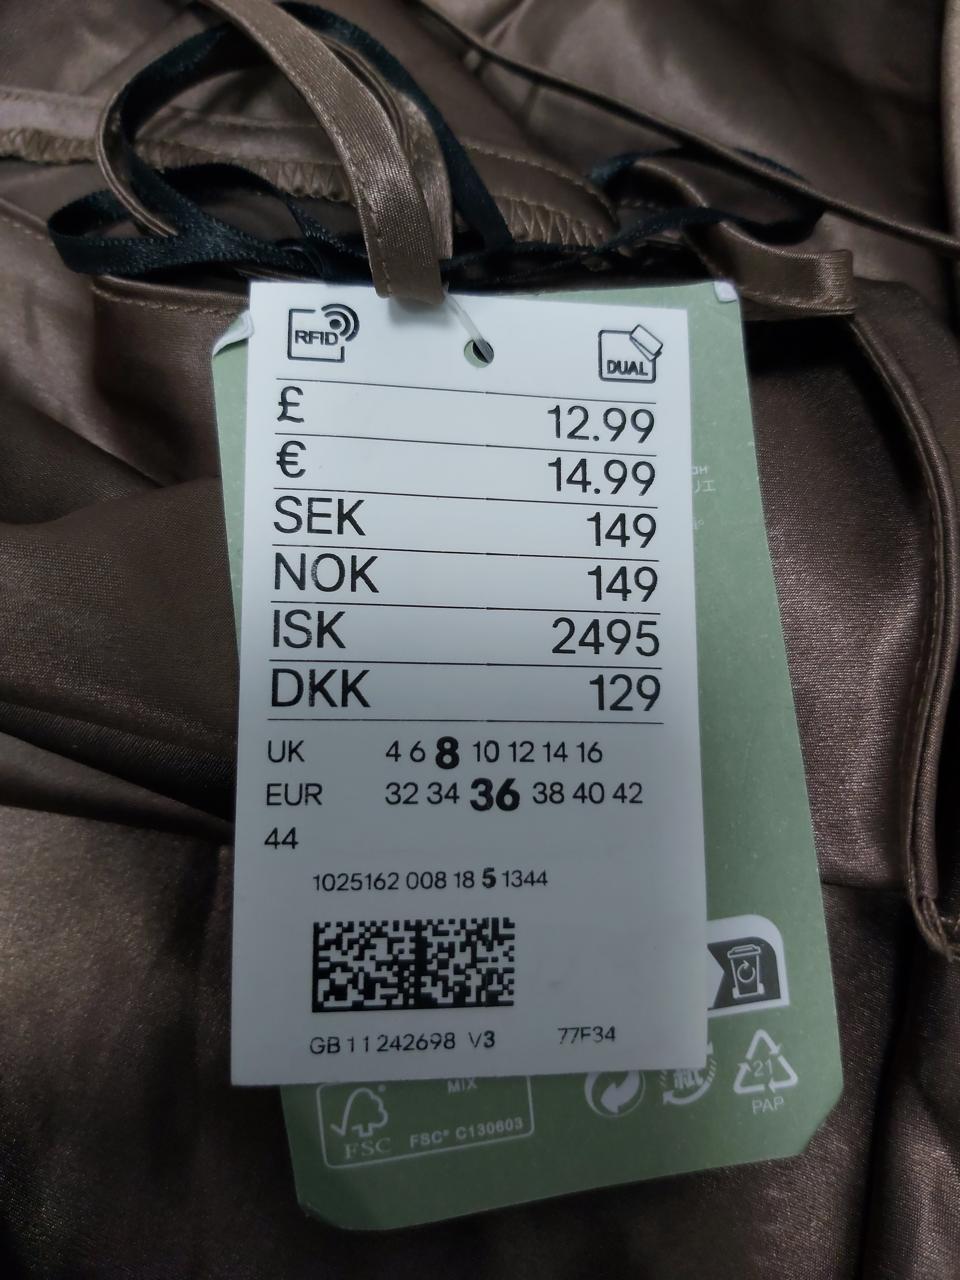 RFID
DUAL
£ 12.99
€ 14.99
SEK 149
NOK 149
ISK 2495
DKK 129
UK 4 6 8 10 12 14 16
EUR 32 34 36 38 40 42
44
1025162 008 18 5 1344
GB 11242698 V3 77F34
MIX
FSC
FSC® C130603
21
PAP